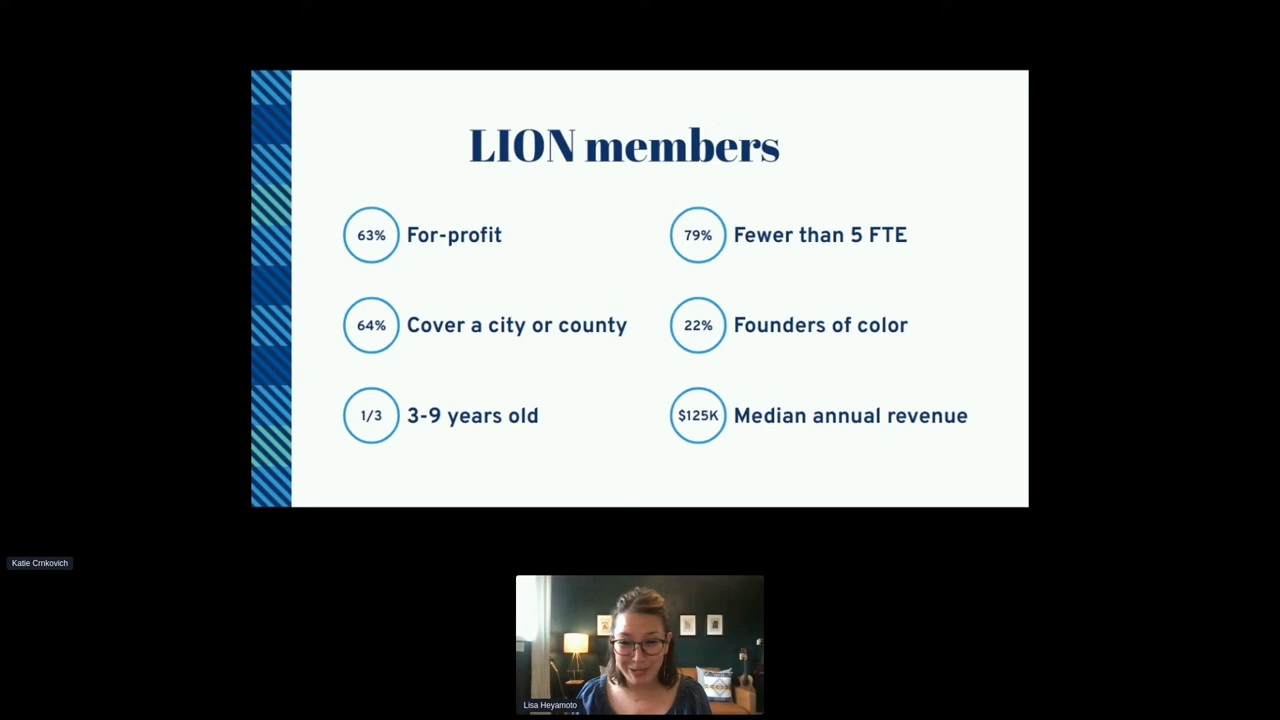 LION members
63% For-profit
79% Fewer than 5 FTE
64% Cover a city or county
22% Founders of color
1/3 3-9 years old
$125K Median annual revenue
Katie Crnkovich
Lisa Heyamoto